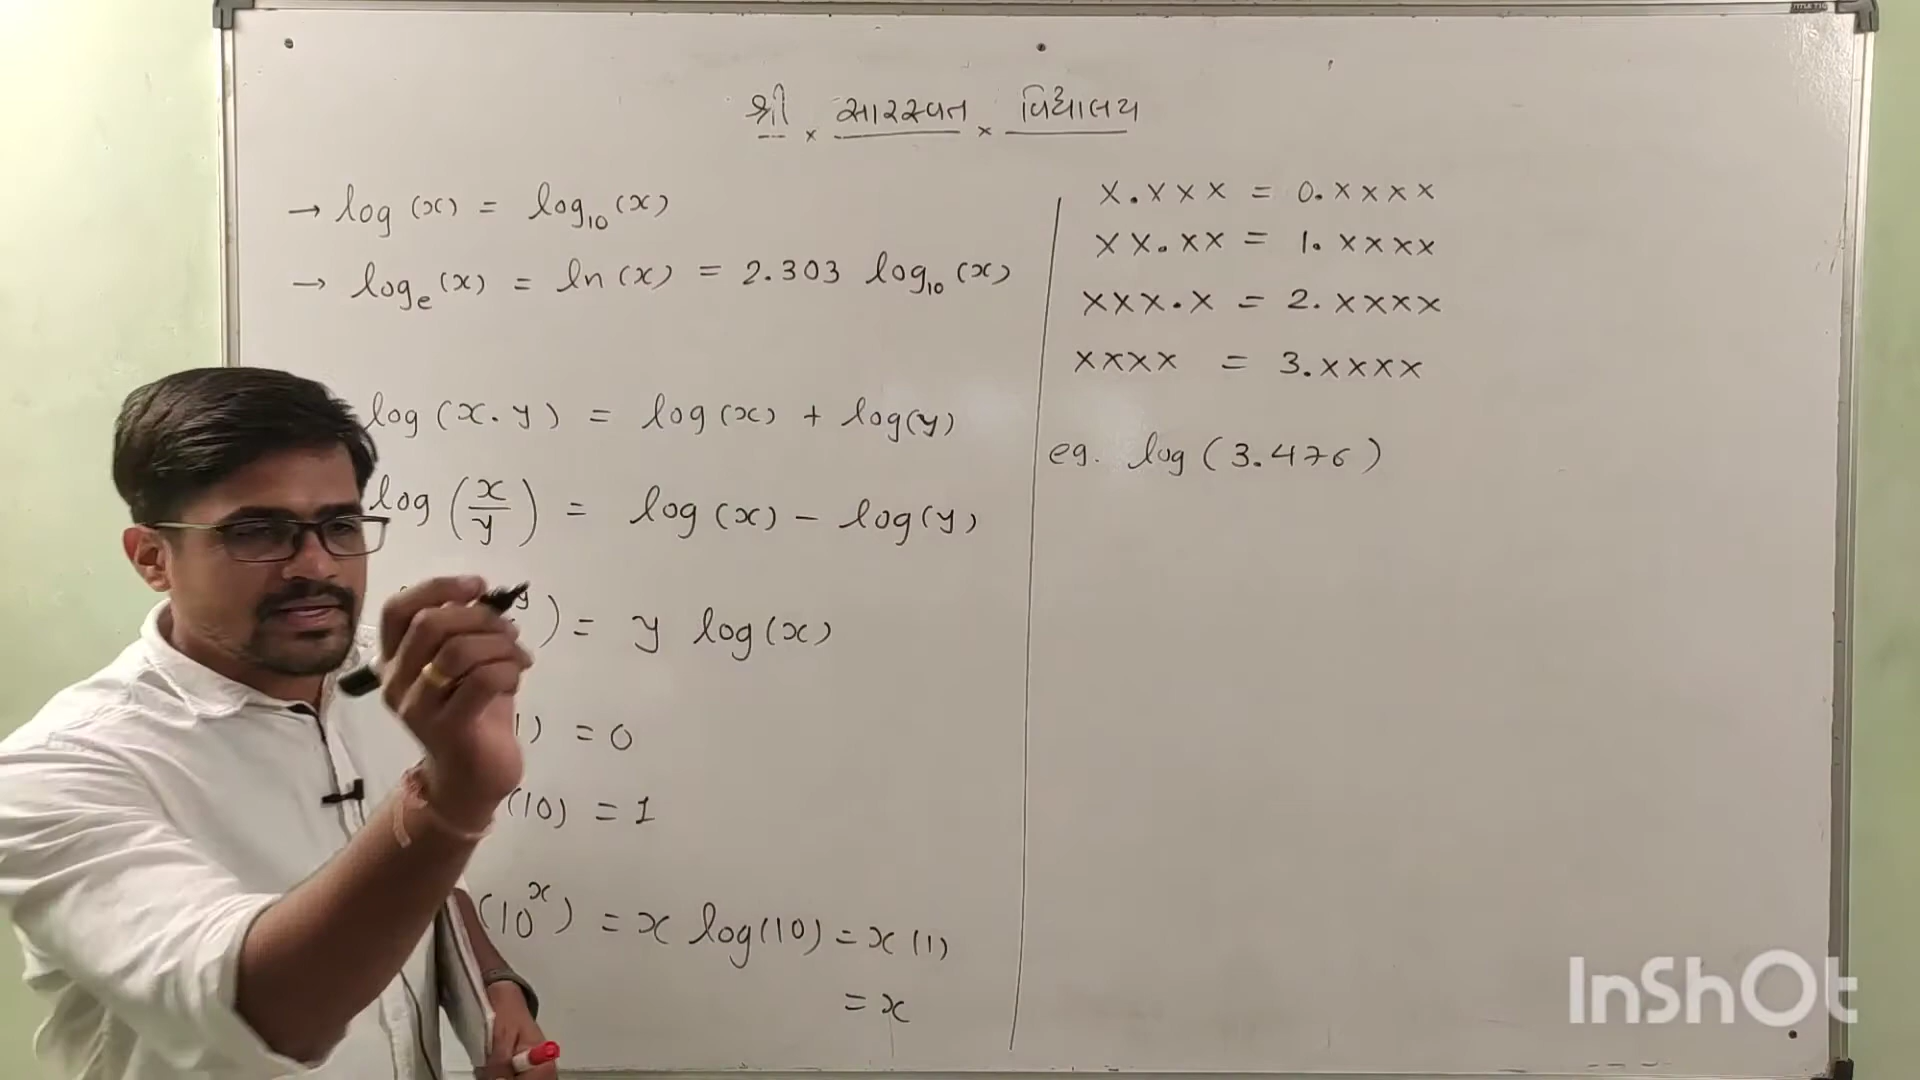 શ્રી × સારસ્વત × વિદ્યાલય
→ log (x) = log₁₀ (x)
→ logₑ (x) = ln (x) = 2.303 log₁₀ (x)
log (x. y) = log (x) + log(y)
log (x/y) = log (x) − log(y)
y) = y log (x)
1) = 0
(10) = 1
(10ˣ) = x log(10) = x (1)
= x
x.xxx = 0.xxxx
xx.xx = 1.xxxx
xxx.x = 2.xxxx
xxxx = 3.xxxx
eg. log (3.476)
InShOt